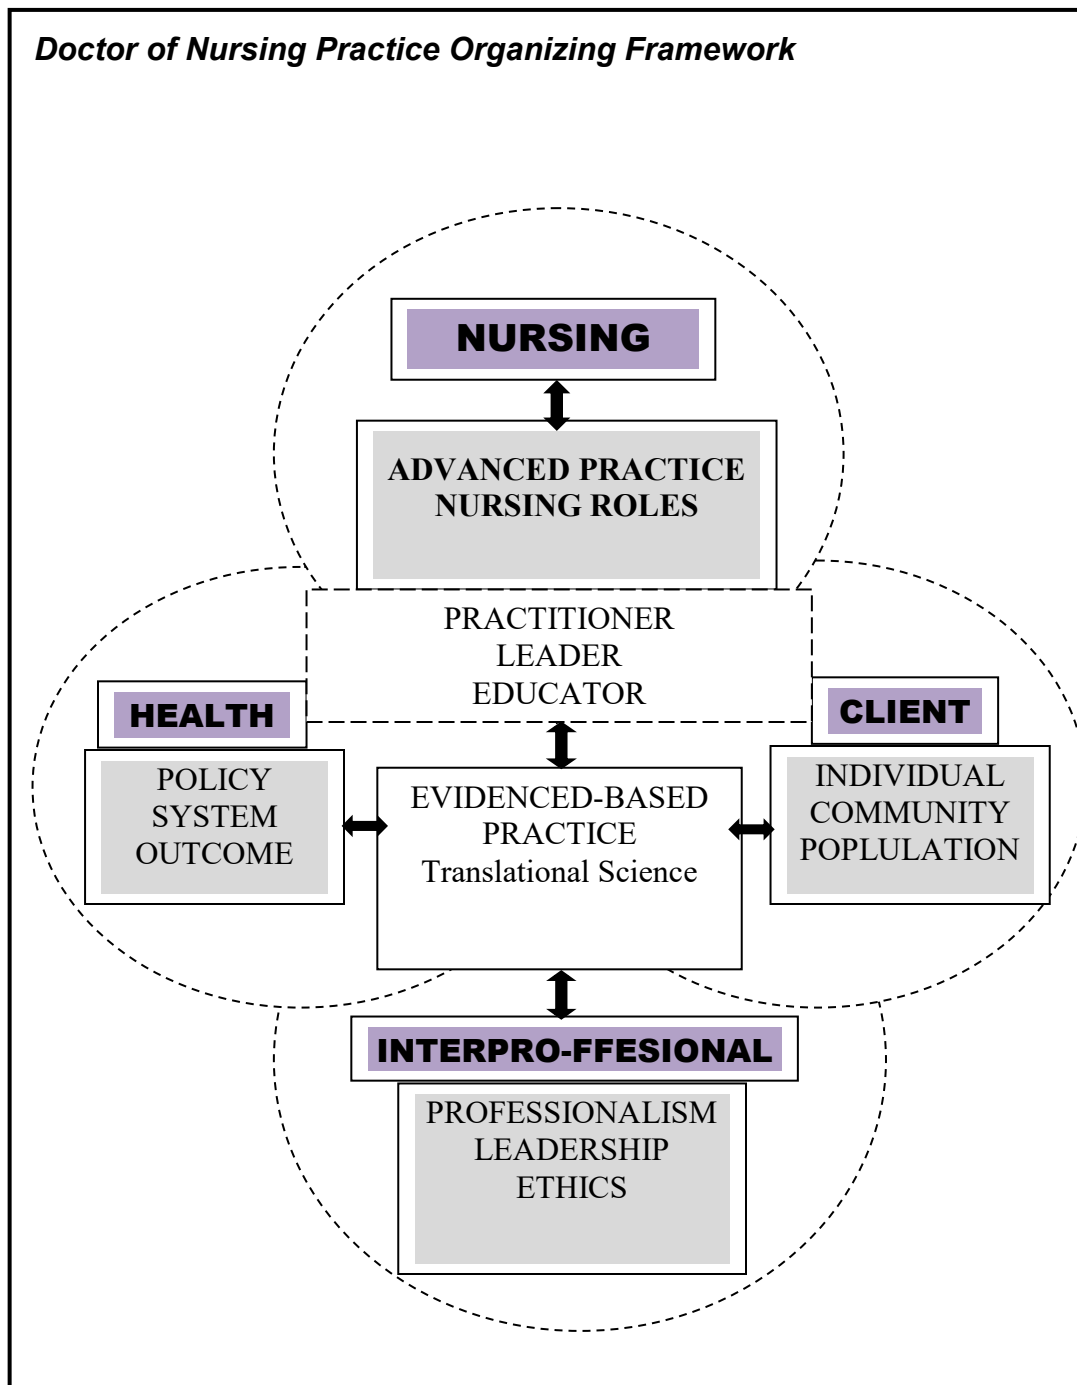 Doctor of Nursing Practice Organizing Framework
NURSING
ADVANCED PRACTICE
NURSING ROLES
PRACTITIONER
LEADER
EDUCATOR
HEALTH
POLICY
SYSTEM
OUTCOME
EVIDENCED-BASED
PRACTICE
Translational Science
CLIENT
INDIVIDUAL
COMMUNITY
POPLULATION
INTERPRO-FFESIONAL
PROFESSIONALISM
LEADERSHIP
ETHICS